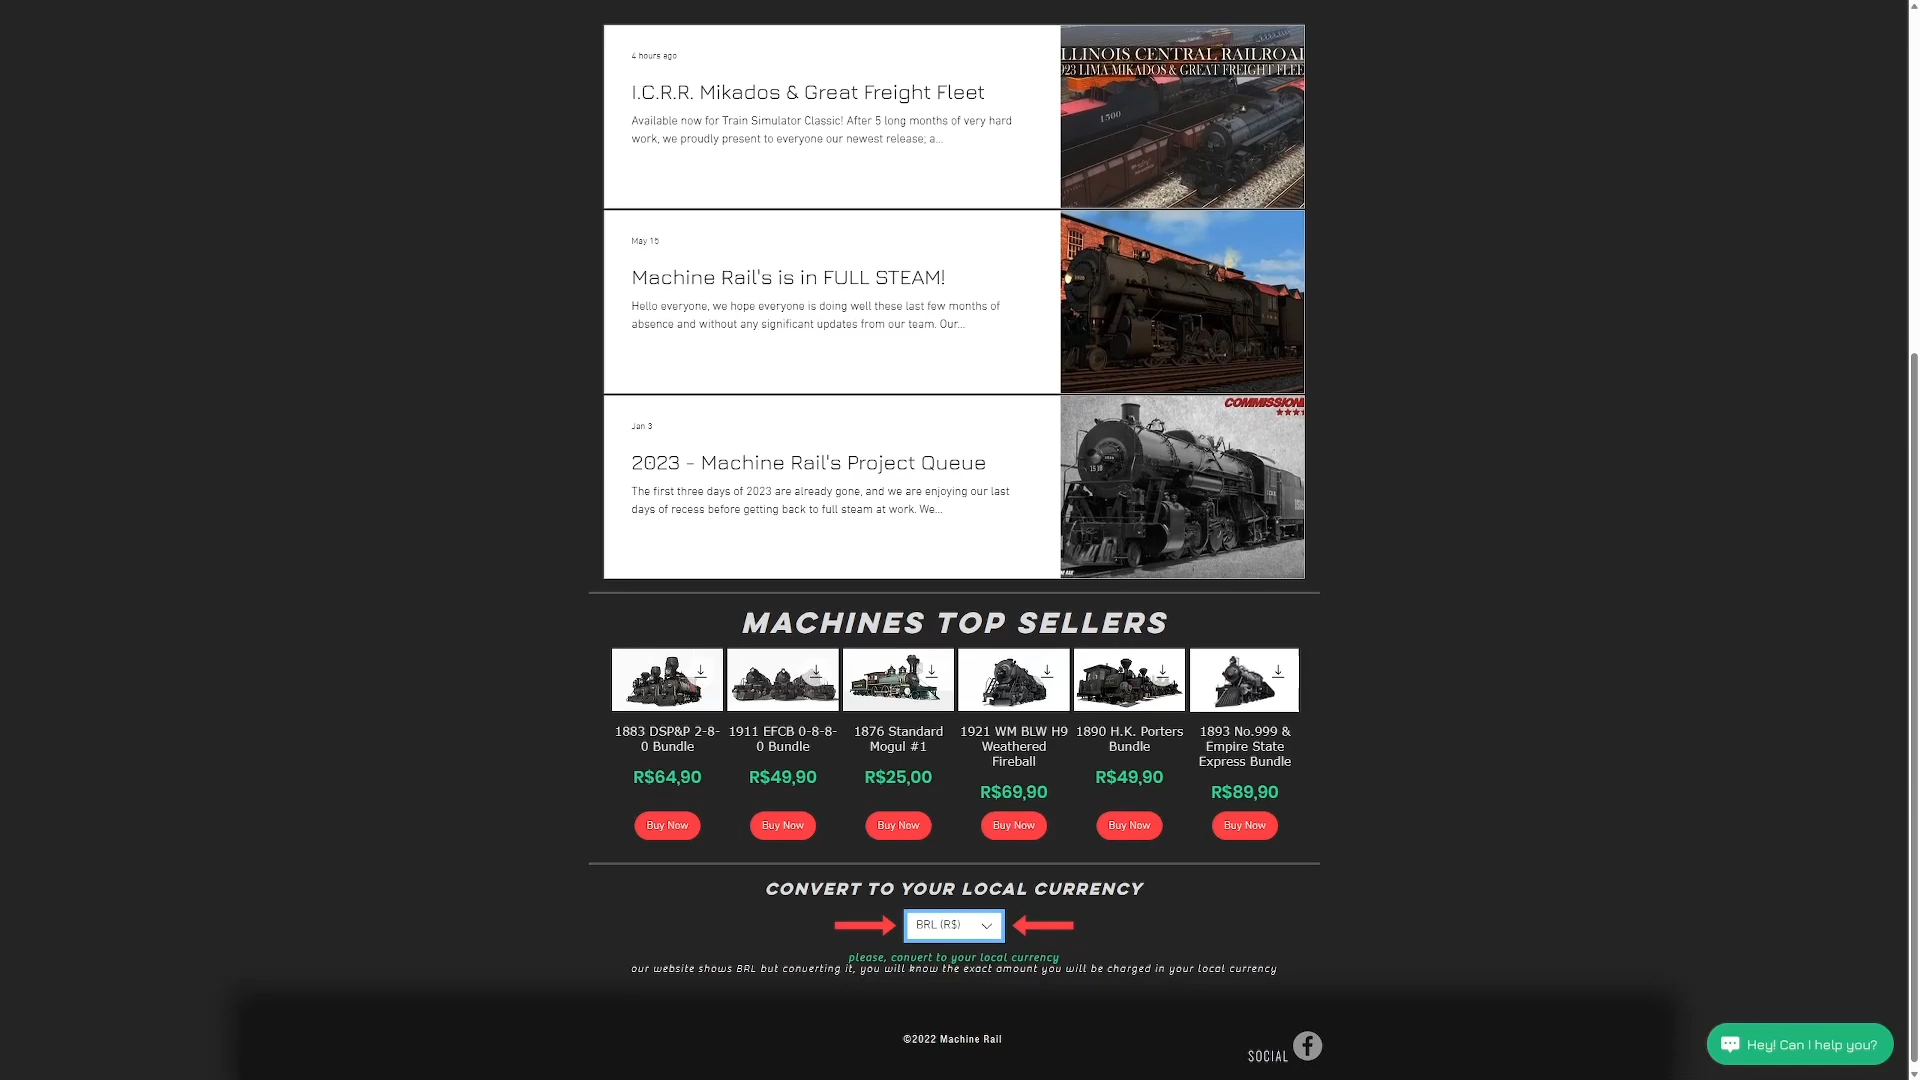 4 hours ago
I.C.R.R. Mikados & Great Freight Fleet
Available now for Train Simulator Classic! After 5 long months of very hard
work, we proudly present to everyone our newest release; a...
LLINOIS CENTRAL RAILROA
923 LIMA MIKADOS & GREAT FREIGHT FLEE
1500
May 15
Machine Rail's is in FULL STEAM!
Hello everyone, we hope everyone is doing well these last few months of
absence and without any significant updates from our team. Our...
Jan 3
2023 - Machine Rail's Project Queue
The first three days of 2023 are already gone, and we are enjoying our last
days of recess before getting back to full steam at work. We...
COMMISSION
MACHINES TOP SELLERS
1883 DSP&P 2-8-
0 Bundle
R$64,90
Buy Now
1911 EFCB 0-8-8-
0 Bundle
R$49,90
Buy Now
1876 Standard
Mogul #1
R$25,00
Buy Now
1921 WM BLW H9
Weathered
Fireball
R$69,90
Buy Now
1890 H.K. Porters
Bundle
R$49,90
Buy Now
1893 No.999 &
Empire State
Express Bundle
R$89,90
Buy Now
CONVERT TO YOUR LOCAL CURRENCY
BRL (R$)
please, convert to your local currency
our website shows BRL but converting it, you will know the exact amount you will be charged in your local currency
©2022 Machine Rail
SOCIAL
Hey! Can I help you?